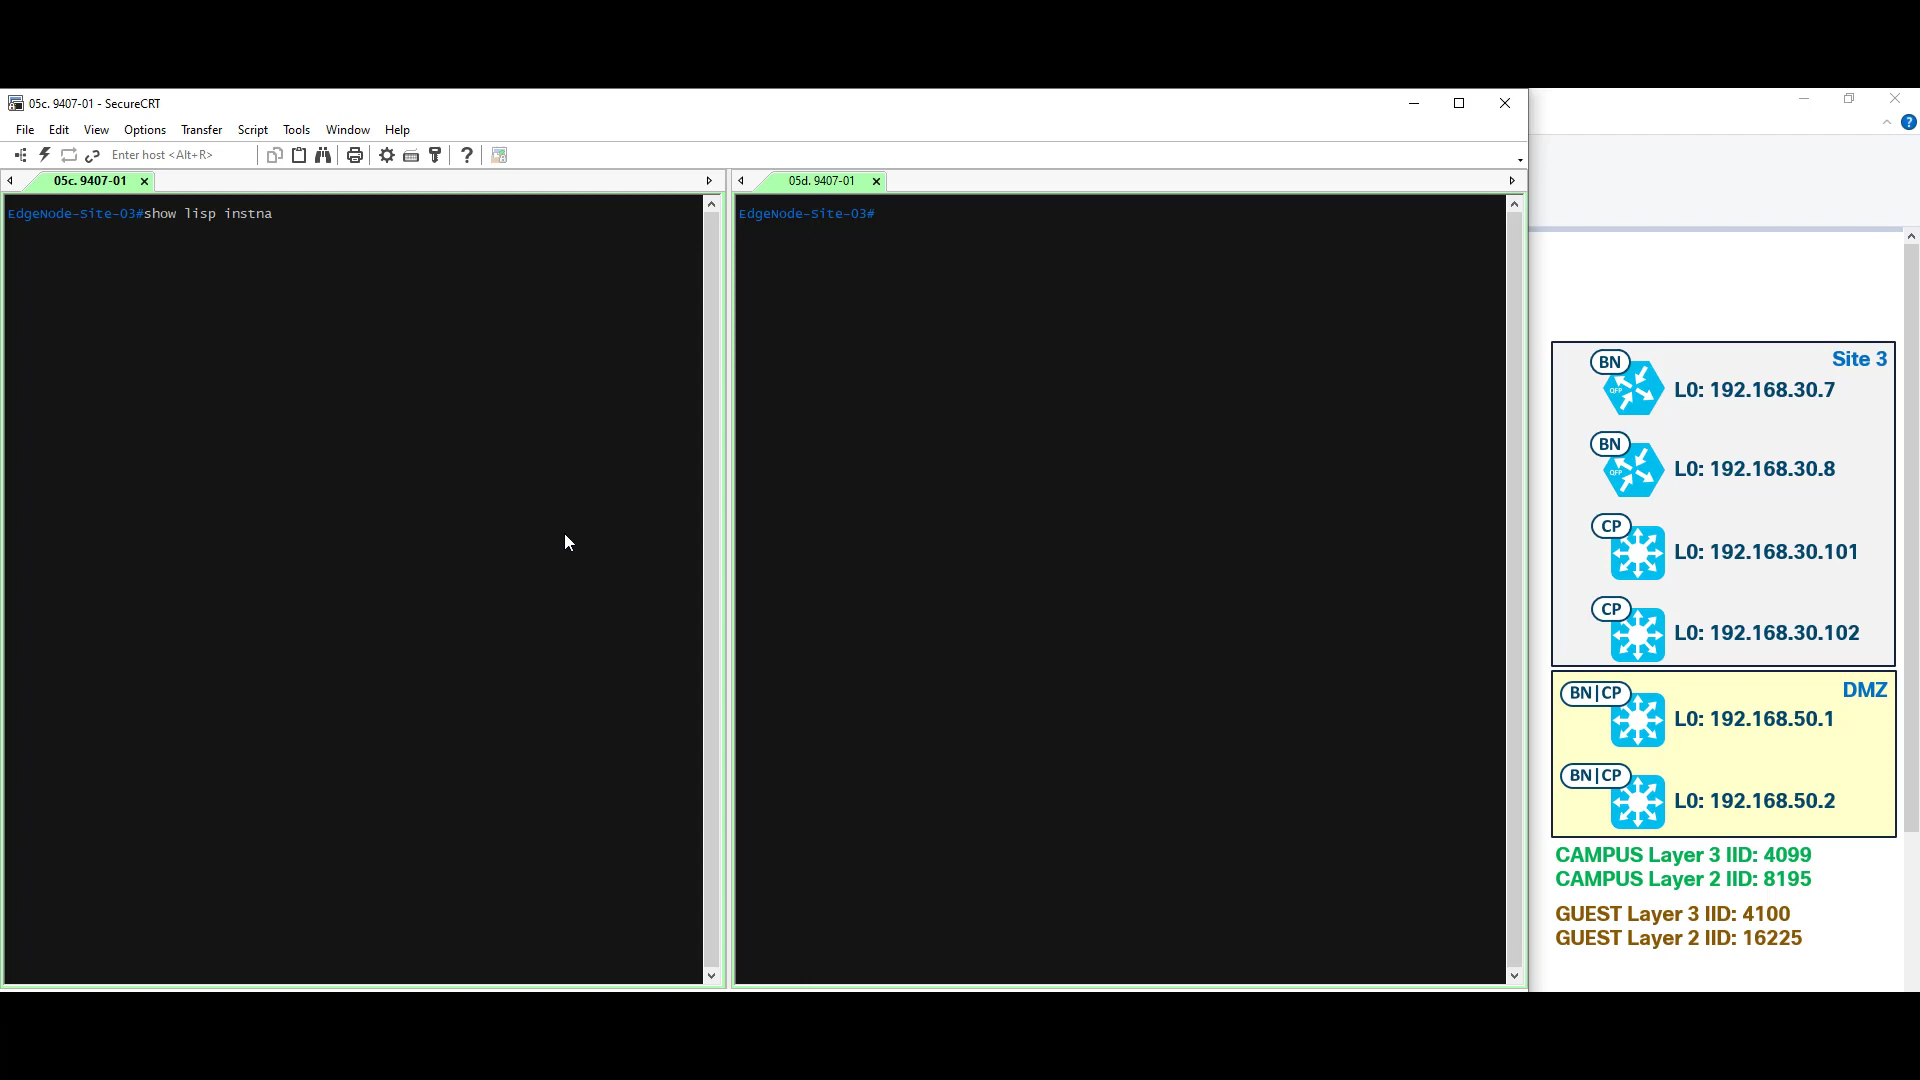 05c. 9407-01 - SecureCRT
File Edit View Options Transfer Script Tools Window Help
Enter host <Alt+R>
05c. 9407-01
05d. 9407-01
EdgeNode-Site-03#show lisp instna
EdgeNode-Site-03#
Site 3
BN
QFP
L0: 192.168.30.7
BN
QFP
L0: 192.168.30.8
CP
L0: 192.168.30.101
CP
L0: 192.168.30.102
DMZ
BN|CP
L0: 192.168.50.1
BN|CP
L0: 192.168.50.2
CAMPUS Layer 3 IID: 4099
CAMPUS Layer 2 IID: 8195
GUEST Layer 3 IID: 4100
GUEST Layer 2 IID: 16225